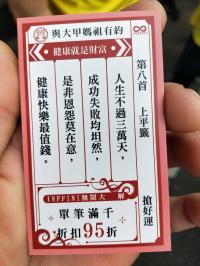 與大甲媽祖有約
健康就是財富
第八首 上平籤
人生不過三萬天，
成功失敗均坦然，
是非恩怨莫在意，
健康快樂最值錢。
搶好運
INFFINI無限大 解
單筆滿千
折扣95折